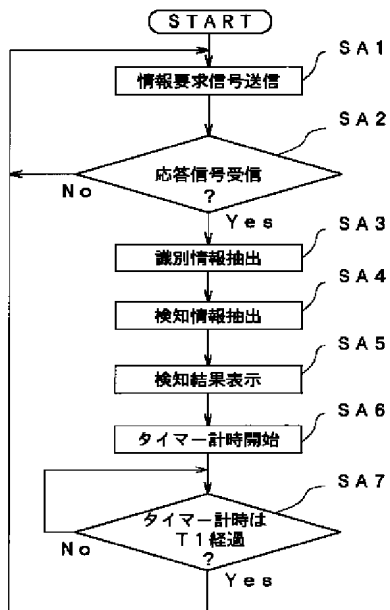 START
SA1
情報要求信号送信
SA2
応答信号受信
?
No
Yes
SA3
識別情報抽出
SA4
検知情報抽出
SA5
検知結果表示
SA6
タイマー計時開始
SA7
タイマー計時は
T1経過
?
No
Yes